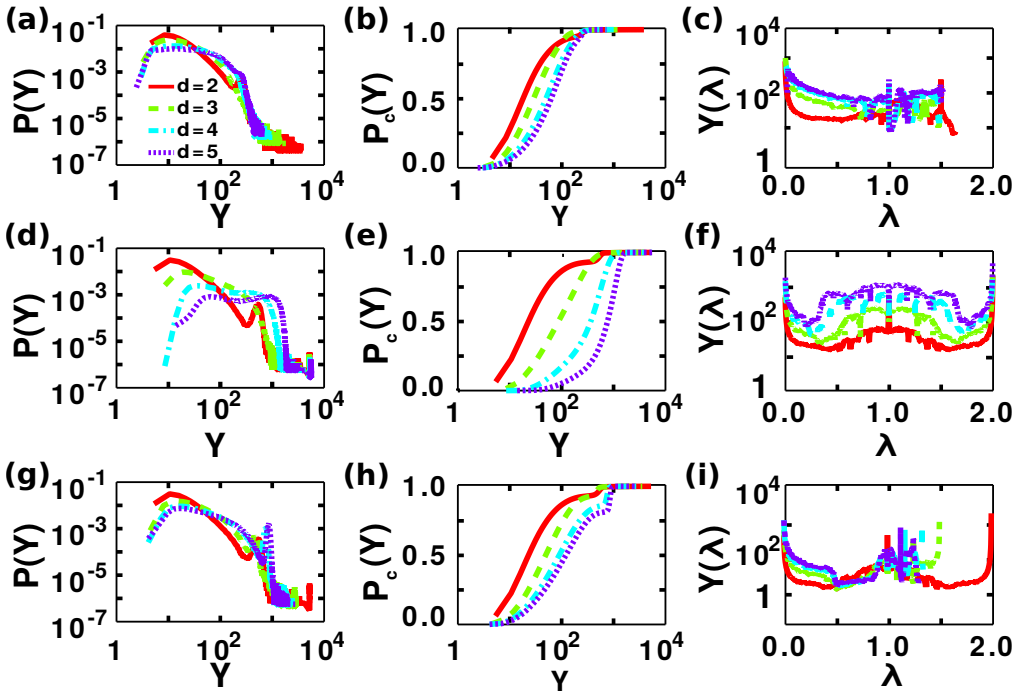 (a)
P(Y)
10^-1
10^-3
10^-5
10^-7
d=2
d=3
d=4
d=5
1
10^2
10^4
Y
(b)
P_c(Y)
1.0
0.5
0.0
1
10^2
10^4
Y
(c)
Y(λ)
10^4
10^2
1
0.0
1.0
2.0
λ
(d)
P(Y)
10^-1
10^-3
10^-5
10^-7
1
10^2
10^4
Y
(e)
P_c(Y)
1.0
0.5
0.0
1
10^2
10^4
Y
(f)
Y(λ)
10^4
10^2
1
0.0
1.0
2.0
λ
(g)
P(Y)
10^-1
10^-3
10^-5
10^-7
1
10^2
10^4
Y
(h)
P_c(Y)
1.0
0.5
0.0
1
10^2
10^4
Y
(i)
Y(λ)
10^4
10^2
1
0.0
1.0
2.0
λ